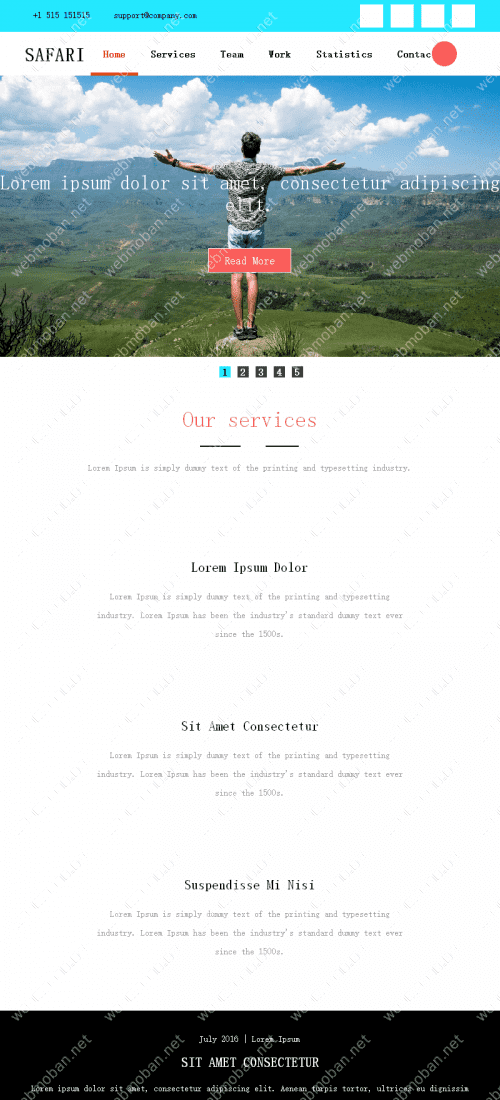 +1 515 151515 support@company.com
SAFARI Home Services Team Work Statistics Contac
Lorem ipsum dolor sit amet, consectetur adipiscing
elit.
Read More
1 2 3 4 5
Our services
Lorem Ipsum is simply dummy text of the printing and typesetting industry.
Lorem Ipsum Dolor
Lorem Ipsum is simply dummy text of the printing and typesetting
industry. Lorem Ipsum has been the industry's standard dummy text ever
since the 1500s.
Sit Amet Consectetur
Lorem Ipsum is simply dummy text of the printing and typesetting
industry. Lorem Ipsum has been the industry's standard dummy text ever
since the 1500s.
Suspendisse Mi Nisi
Lorem Ipsum is simply dummy text of the printing and typesetting
industry. Lorem Ipsum has been the industry's standard dummy text ever
since the 1500s.
July 2016 | Lorem Ipsum
SIT AMET CONSECTETUR
Lorem ipsum dolor sit amet, consectetur adipiscing elit. Aenean turpis tortor, ultrices eu dignissim
webmoban.net